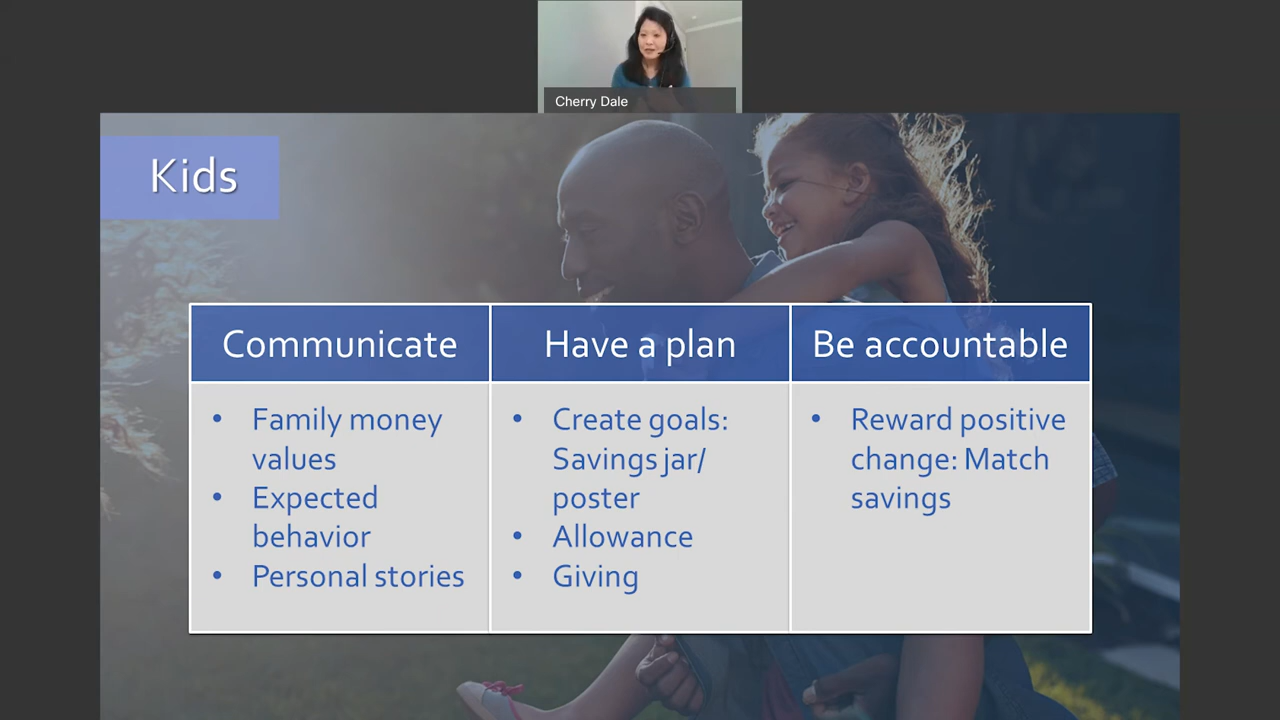 Cherry Dale
Kids
Communicate
Have a plan
Be accountable
• Family money
values
• Expected
behavior
• Personal stories
• Create goals:
Savings jar/
poster
• Allowance
• Giving
• Reward positive
change: Match
savings